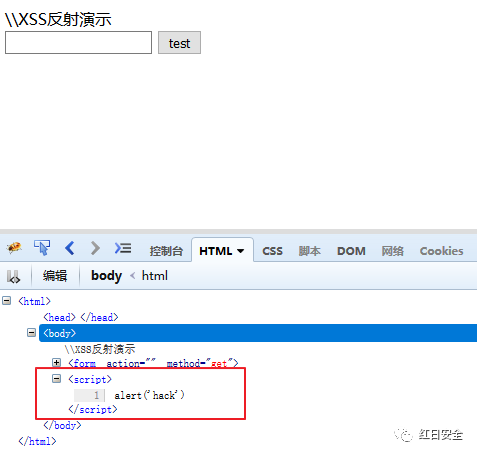 \\XSS反射演示
test
控制台 HTML CSS 脚本 DOM 网络 Cookies
编辑 body < html
<html>
<head> </head>
<body>
\\XSS反射演示
<form action="" method="get">
<script>
1 alert('hack')
</script>
</body>
</html>
红日安全